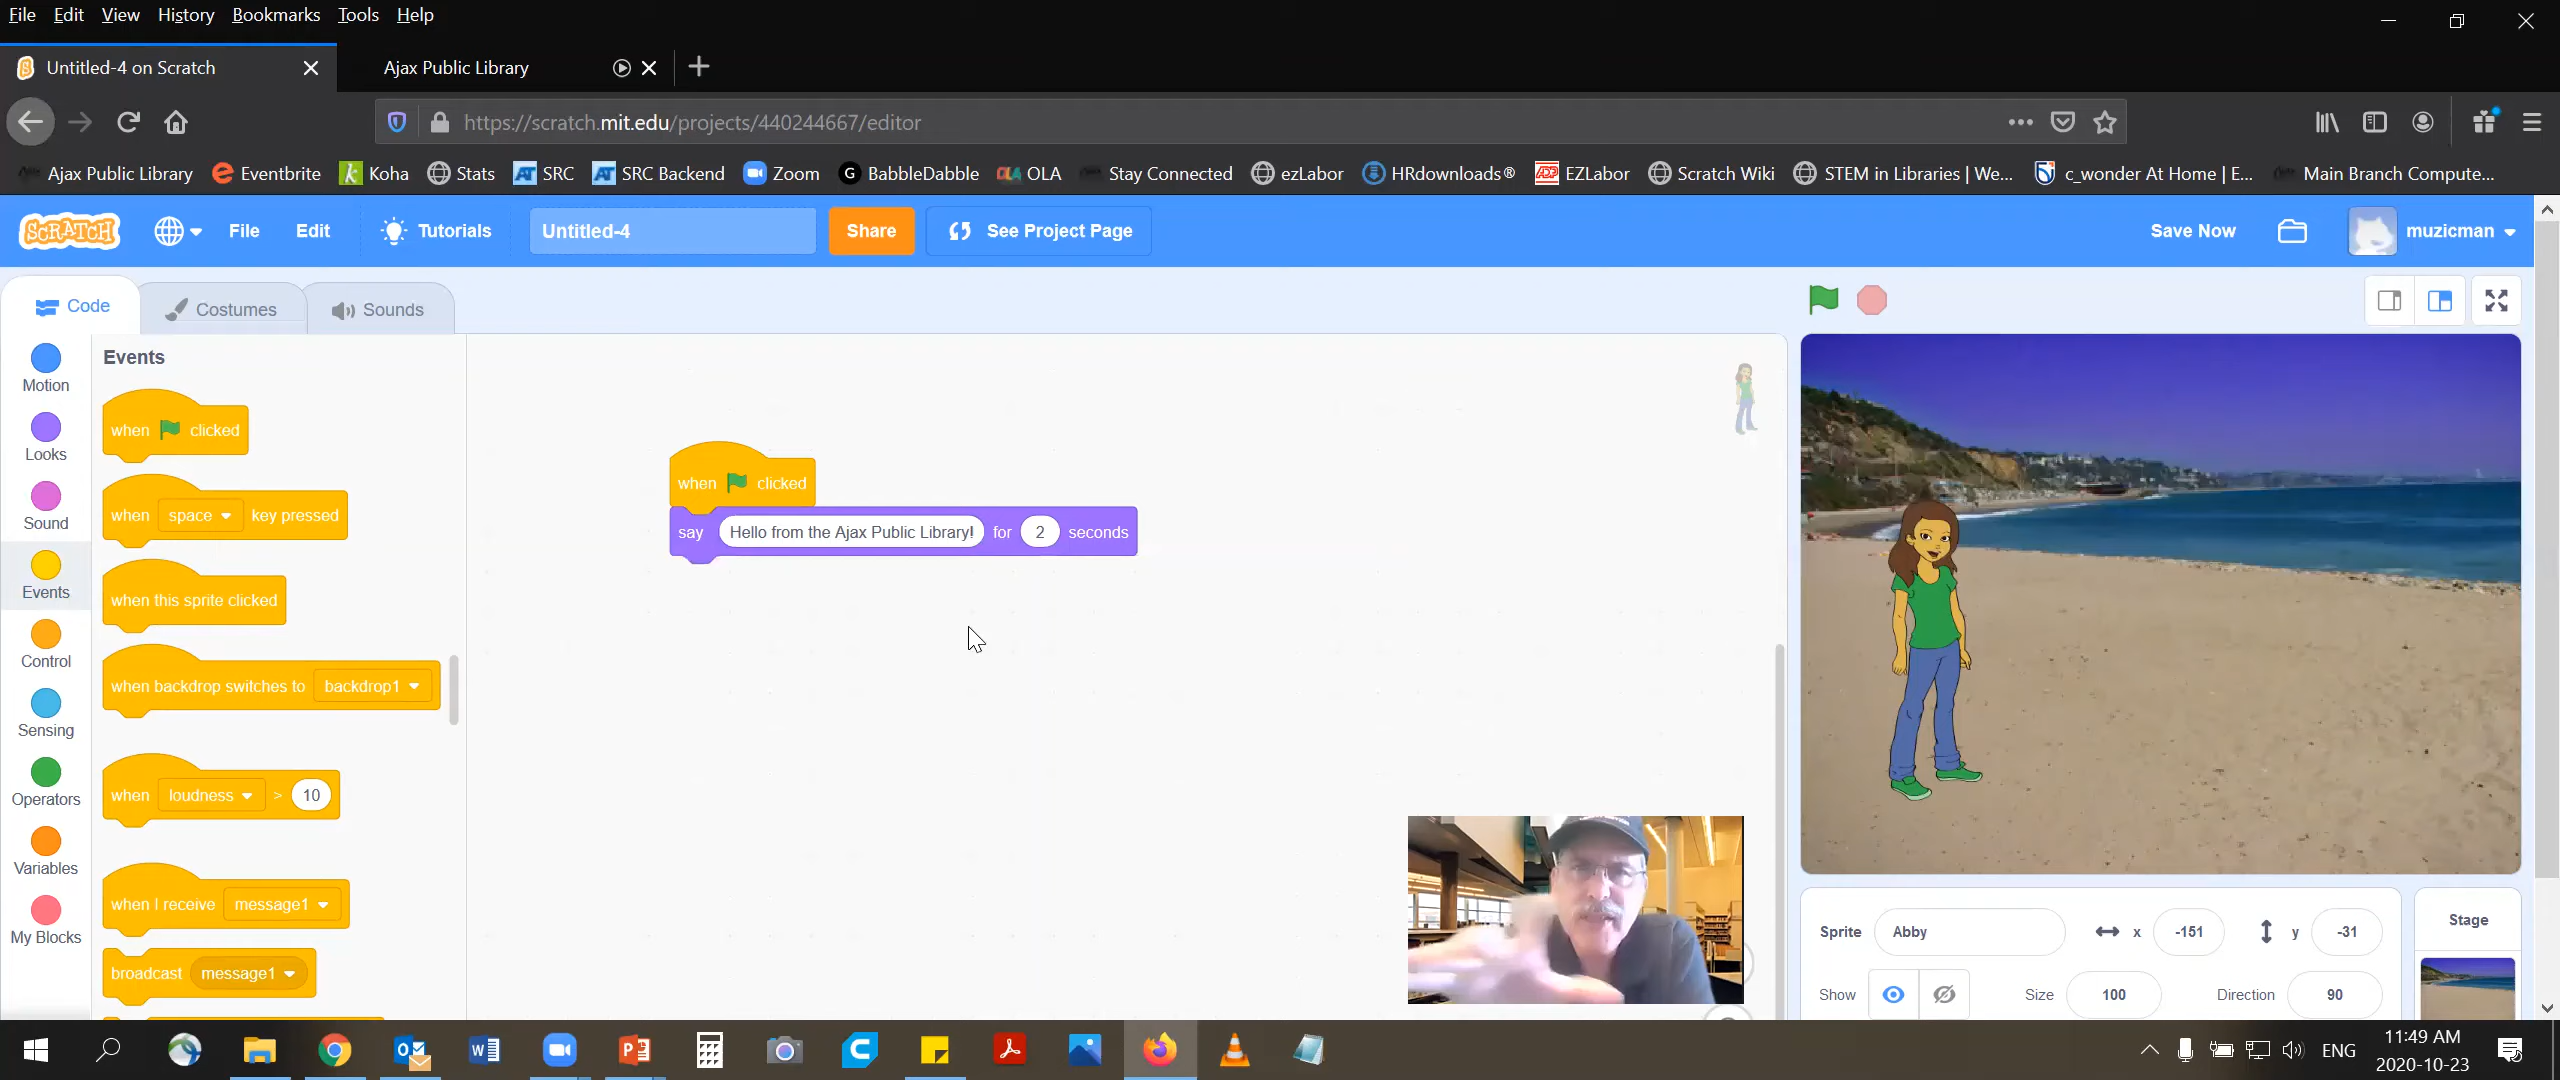 File Edit View History Bookmarks Tools Help
Untitled-4 on Scratch
Ajax Public Library
https://scratch.mit.edu/projects/440244667/editor
Ajax Public Library Eventbrite Koha Stats SRC SRC Backend Zoom BabbleDabble OLA Stay Connected ezLabor HRdownloads® EZLabor Scratch Wiki STEM in Libraries | We... c_wonder At Home | E... Main Branch Compute...
SCRATCH File Edit Tutorials Untitled-4 Share See Project Page Save Now muzicman
Code Costumes Sounds
Motion
Looks
Sound
Events
Control
Sensing
Operators
Variables
My Blocks
Events
when clicked
when space key pressed
when this sprite clicked
when backdrop switches to backdrop1
when loudness > 10
when I receive message1
broadcast message1
when clicked
say Hello from the Ajax Public Library! for 2 seconds
Sprite Abby x -151 y -31
Show Size 100 Direction 90
Stage
ENG
11:49 AM
2020-10-23